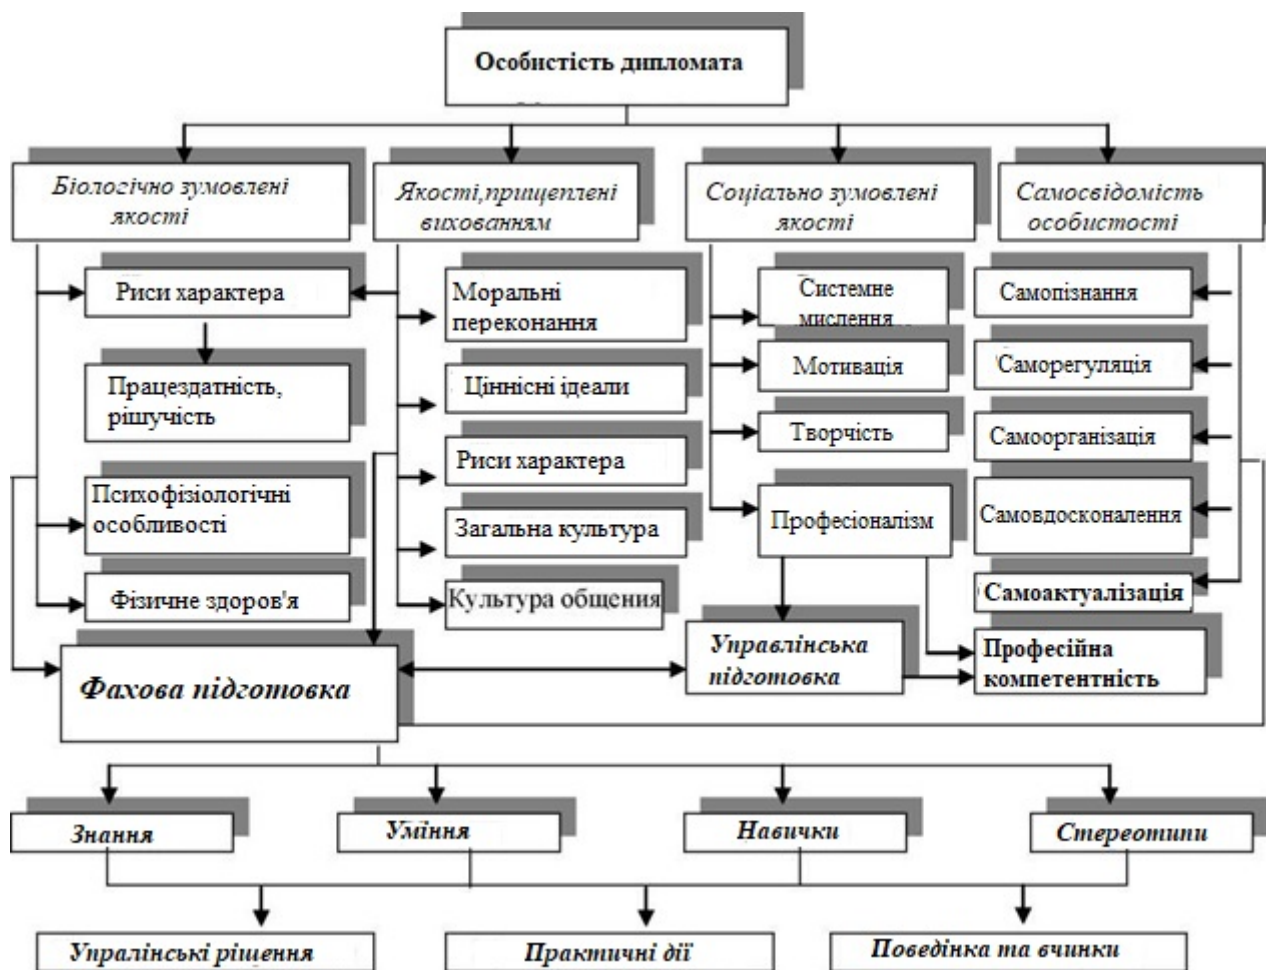 Особистість дипломата
Біологічно зумовлені
якості
Якості,прищеплені
вихованням
Соціально зумовлені
якості
Самосвідомість
особистості
Риси характера
Працездатність,
рішучість
Психофізіологічні
особливості
Фізичне здоров'я
Моральні
переконання
Ціннісні ідеали
Риси характера
Загальна культура
Культура общения
Системне
мислення
Мотивація
Творчість
Професіоналізм
Самопізнання
Саморегуляція
Самоорганізація
Самовдосконалення
Самоактуалізація
Фахова підготовка
Управлінська
підготовка
Професійна
компетентність
Знання
Уміння
Навички
Стереотипи
Упралінські рішення
Практичні дії
Поведінка та вчинки